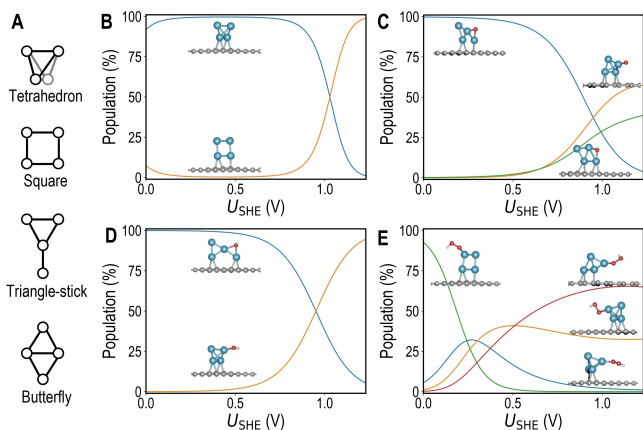 A
Tetrahedron
Square
Triangle-stick
Butterfly
B
Population (%)
100
75
50
25
0
0.0
0.5
1.0
U_SHE (V)
C
Population (%)
100
75
50
25
0
0.0
0.5
1.0
U_SHE (V)
D
Population (%)
100
75
50
25
0
0.0
0.5
1.0
U_SHE (V)
E
Population (%)
100
75
50
25
0
0.0
0.5
1.0
U_SHE (V)